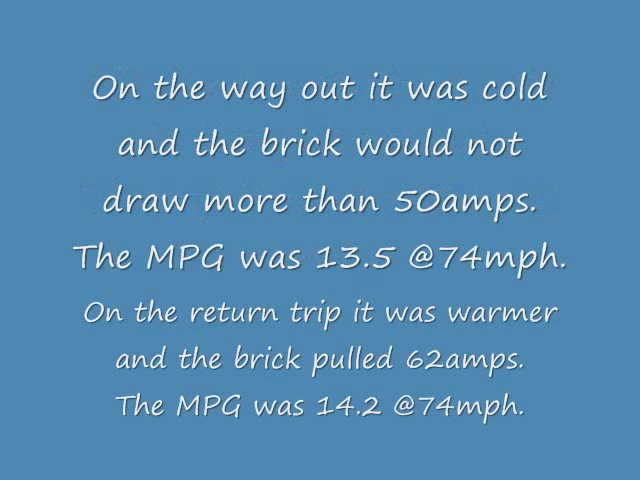 On the way out it was cold
and the brick would not
draw more than 50amps.
The MPG was 13.5 @74mph.
On the return trip it was warmer
and the brick pulled 62amps.
The MPG was 14.2 @74mph.